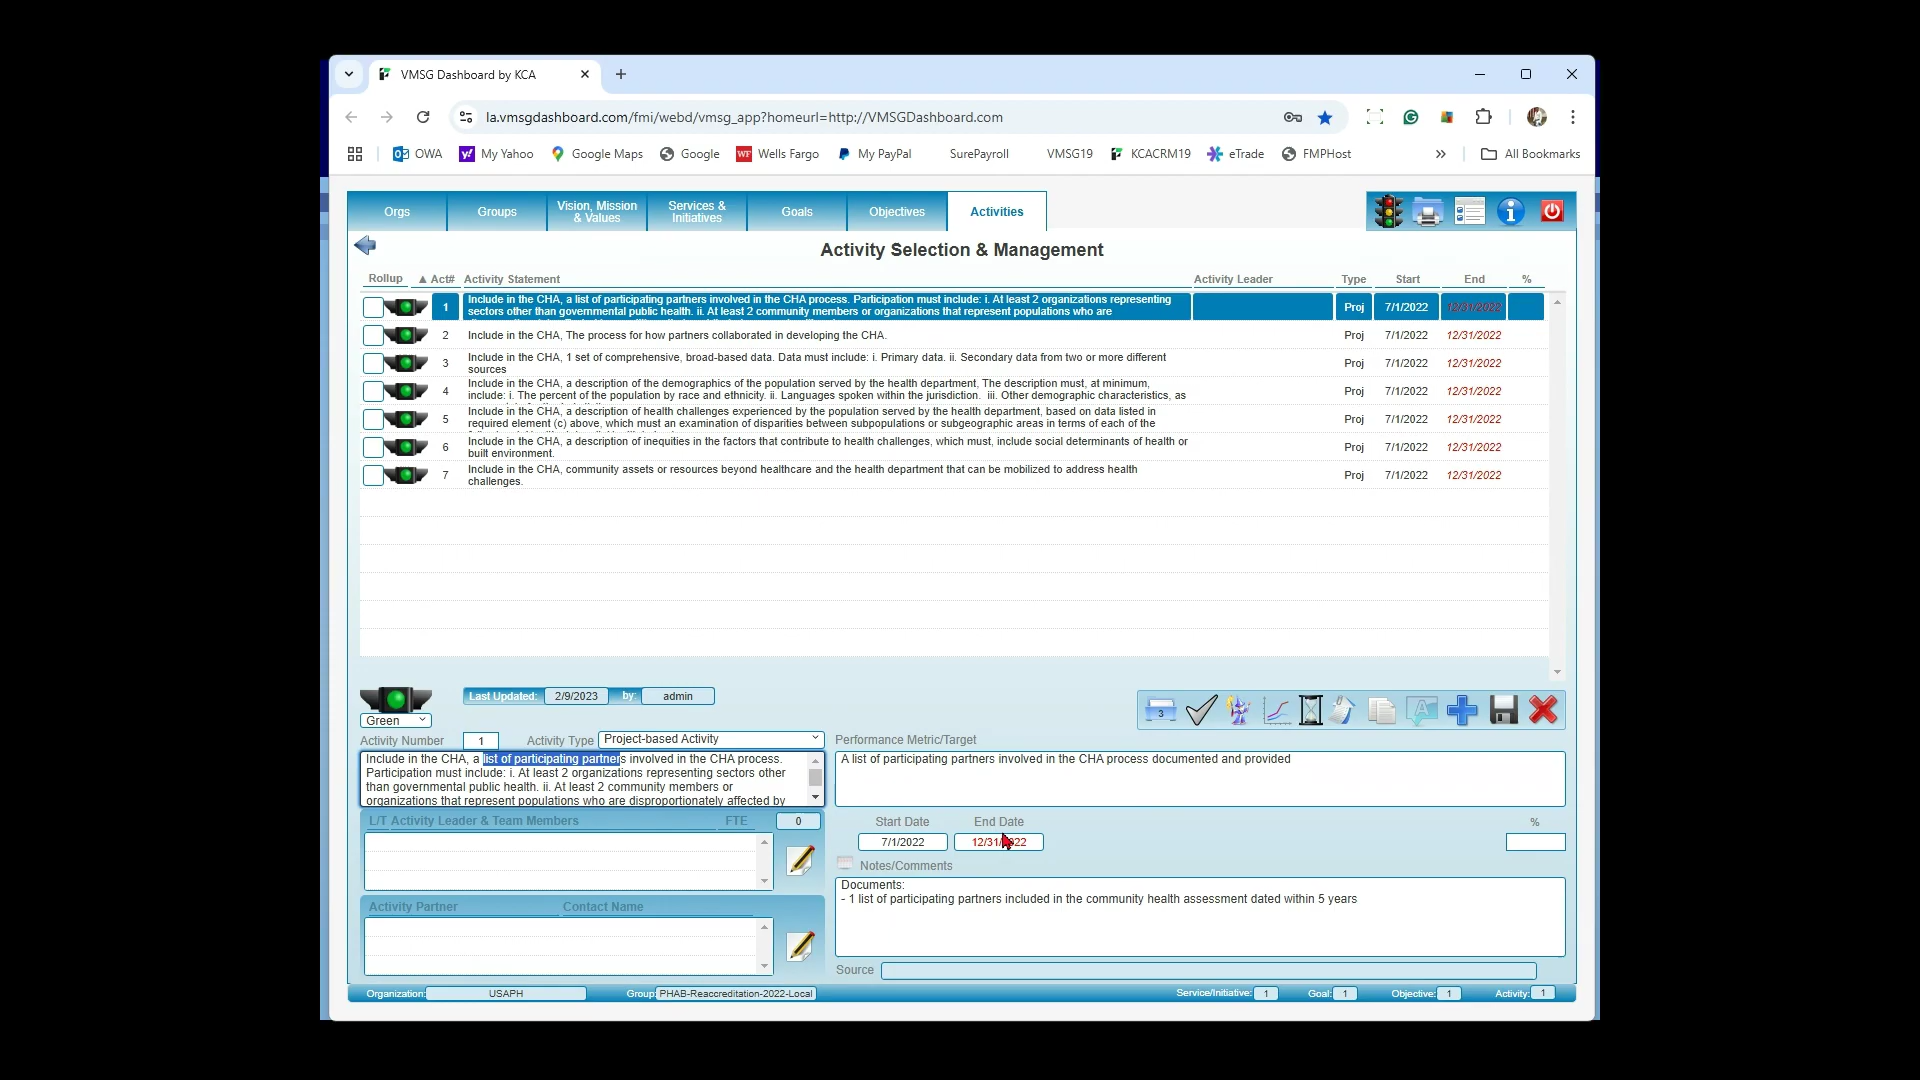 VMSG Dashboard by KCA
la.vmsgdashboard.com/fmi/webd/vmsg_app?homeurl=http://VMSGDashboard.com
OWA My Yahoo Google Maps Google Wells Fargo My PayPal SurePayroll VMSG19 KCACRM19 eTrade FMPHost » All Bookmarks
Orgs Groups Vision, Mission & Values Services & Initiatives Goals Objectives Activities
Activity Selection & Management
Rollup ▲ Act# Activity Statement Activity Leader Type Start End %
1 Include in the CHA, a list of participating partners involved in the CHA process. Participation must include: i. At least 2 organizations representing
sectors other than governmental public health. ii. At least 2 community members or organizations that represent populations who are
Proj 7/1/2022 12/31/2022
2 Include in the CHA, The process for how partners collaborated in developing the CHA. Proj 7/1/2022 12/31/2022
3 Include in the CHA, 1 set of comprehensive, broad-based data. Data must include: i. Primary data. ii. Secondary data from two or more different
sources
Proj 7/1/2022 12/31/2022
4 Include in the CHA, a description of the demographics of the population served by the health department, The description must, at minimum,
include: i. The percent of the population by race and ethnicity. ii. Languages spoken within the jurisdiction. iii. Other demographic characteristics, as
Proj 7/1/2022 12/31/2022
5 Include in the CHA, a description of health challenges experienced by the population served by the health department, based on data listed in
required element (c) above, which must an examination of disparities between subpopulations or subgeographic areas in terms of each of the
Proj 7/1/2022 12/31/2022
6 Include in the CHA, a description of inequities in the factors that contribute to health challenges, which must, include social determinants of health or
built environment.
Proj 7/1/2022 12/31/2022
7 Include in the CHA, community assets or resources beyond healthcare and the health department that can be mobilized to address health
challenges.
Proj 7/1/2022 12/31/2022
Last Updated: 2/9/2023 by: admin
3
Green
Activity Number 1 Activity Type Project-based Activity
Performance Metric/Target
Include in the CHA, a list of participating partners involved in the CHA process.
Participation must include: i. At least 2 organizations representing sectors other
than governmental public health. ii. At least 2 community members or
organizations that represent populations who are disproportionately affected by
A list of participating partners involved in the CHA process documented and provided
L/T Activity Leader & Team Members FTE 0
Start Date End Date %
7/1/2022 12/31/2022
Notes/Comments
Documents:
- 1 list of participating partners included in the community health assessment dated within 5 years
Activity Partner Contact Name
Source
Organization: USAPH Group: PHAB-Reaccreditation-2022-Local Service/Initiative: 1 Goal: 1 Objective: 1 Activity: 1